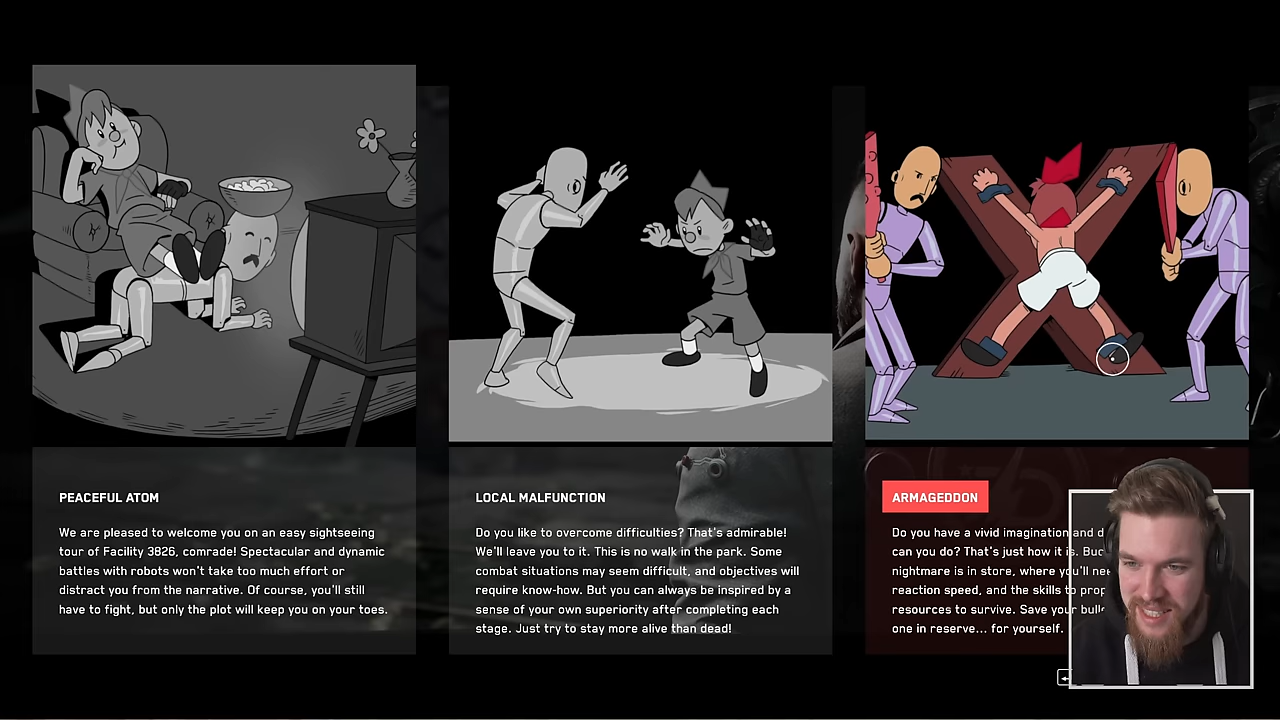 PEACEFUL ATOM
We are pleased to welcome you on an easy sightseeing
tour of Facility 3826, comrade! Spectacular and dynamic
battles with robots won't take too much effort or
distract you from the narrative. Of course, you'll still
have to fight, but only the plot will keep you on your toes.
LOCAL MALFUNCTION
Do you like to overcome difficulties? That's admirable!
We'll leave you to it. This is no walk in the park. Some
combat situations may seem difficult, and objectives will
require know-how. But you can always be inspired by a
sense of your own superiority after completing each
stage. Just try to stay more alive than dead!
ARMAGEDDON
Do you have a vivid imagination and
can you do? That's just how it is.
nightmare is in store, where you'll
reaction speed, and the skills to
resources to survive. Save your
one in reserve... for yourself.